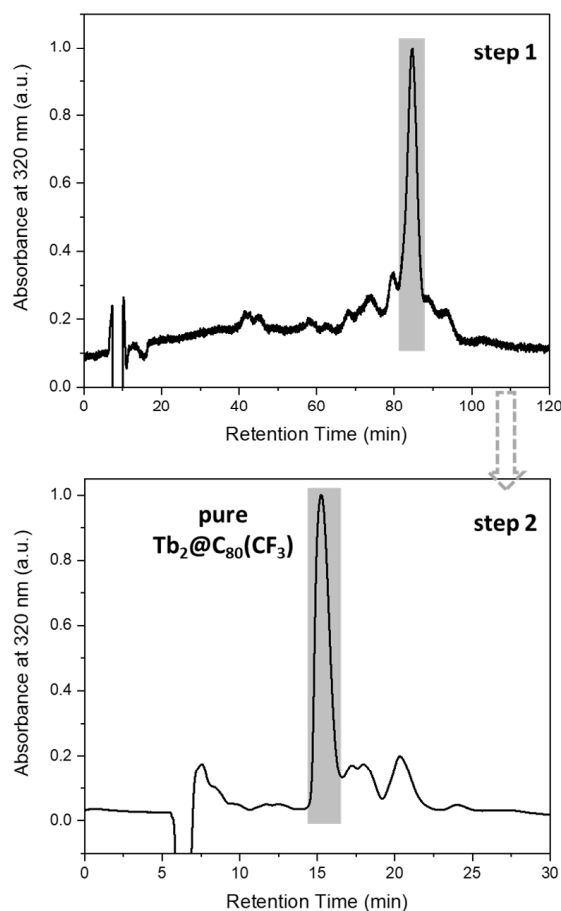 step 1
Absorbance at 320 nm (a.u.)
1.0
0.8
0.6
0.4
0.2
0.0
0 20 40 60 80 100 120
Retention Time (min)
step 2
pure
Tb₂@C₈₀(CF₃)
Absorbance at 320 nm (a.u.)
1.0
0.8
0.6
0.4
0.2
0.0
0 5 10 15 20 25 30
Retention Time (min)